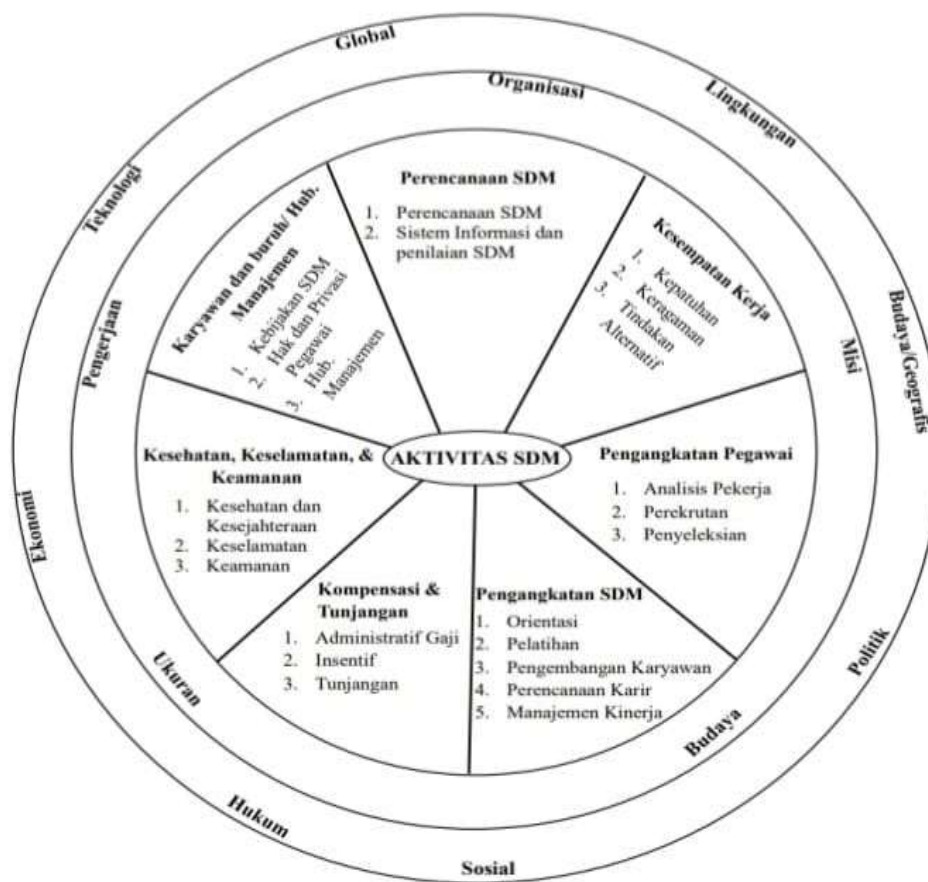 Global
Lingkungan
Budaya/Geografis
Politik
Sosial
Hukum
Ekonomi
Teknologi
Organisasi
Misi
Budaya
Ukuran
Pengerjaan
Perencanaan SDM
1. Perencanaan SDM
2. Sistem Informasi dan
penilaian SDM
Kesempatan Kerja
1. Kepatuhan
2. Keragaman
3. Tindakan
Alternatif
Pengangkatan Pegawai
1. Analisis Pekerja
2. Perekrutan
3. Penyeleksian
Pengangkatan SDM
1. Orientasi
2. Pelatihan
3. Pengembangan Karyawan
4. Perencanaan Karir
5. Manajemen Kinerja
Kompensasi &
Tunjangan
1. Administratif Gaji
2. Insentif
3. Tunjangan
Kesehatan, Keselamatan, &
Keamanan
1. Kesehatan dan
Kesejahteraan
2. Keselamatan
3. Keamanan
Karyawan dan buruh/ Hub.
Manajemen
1. Kebijakan SDM
2. Hak dan Privasi
Pegawai
3. Hub.
Manajemen
AKTIVITAS SDM